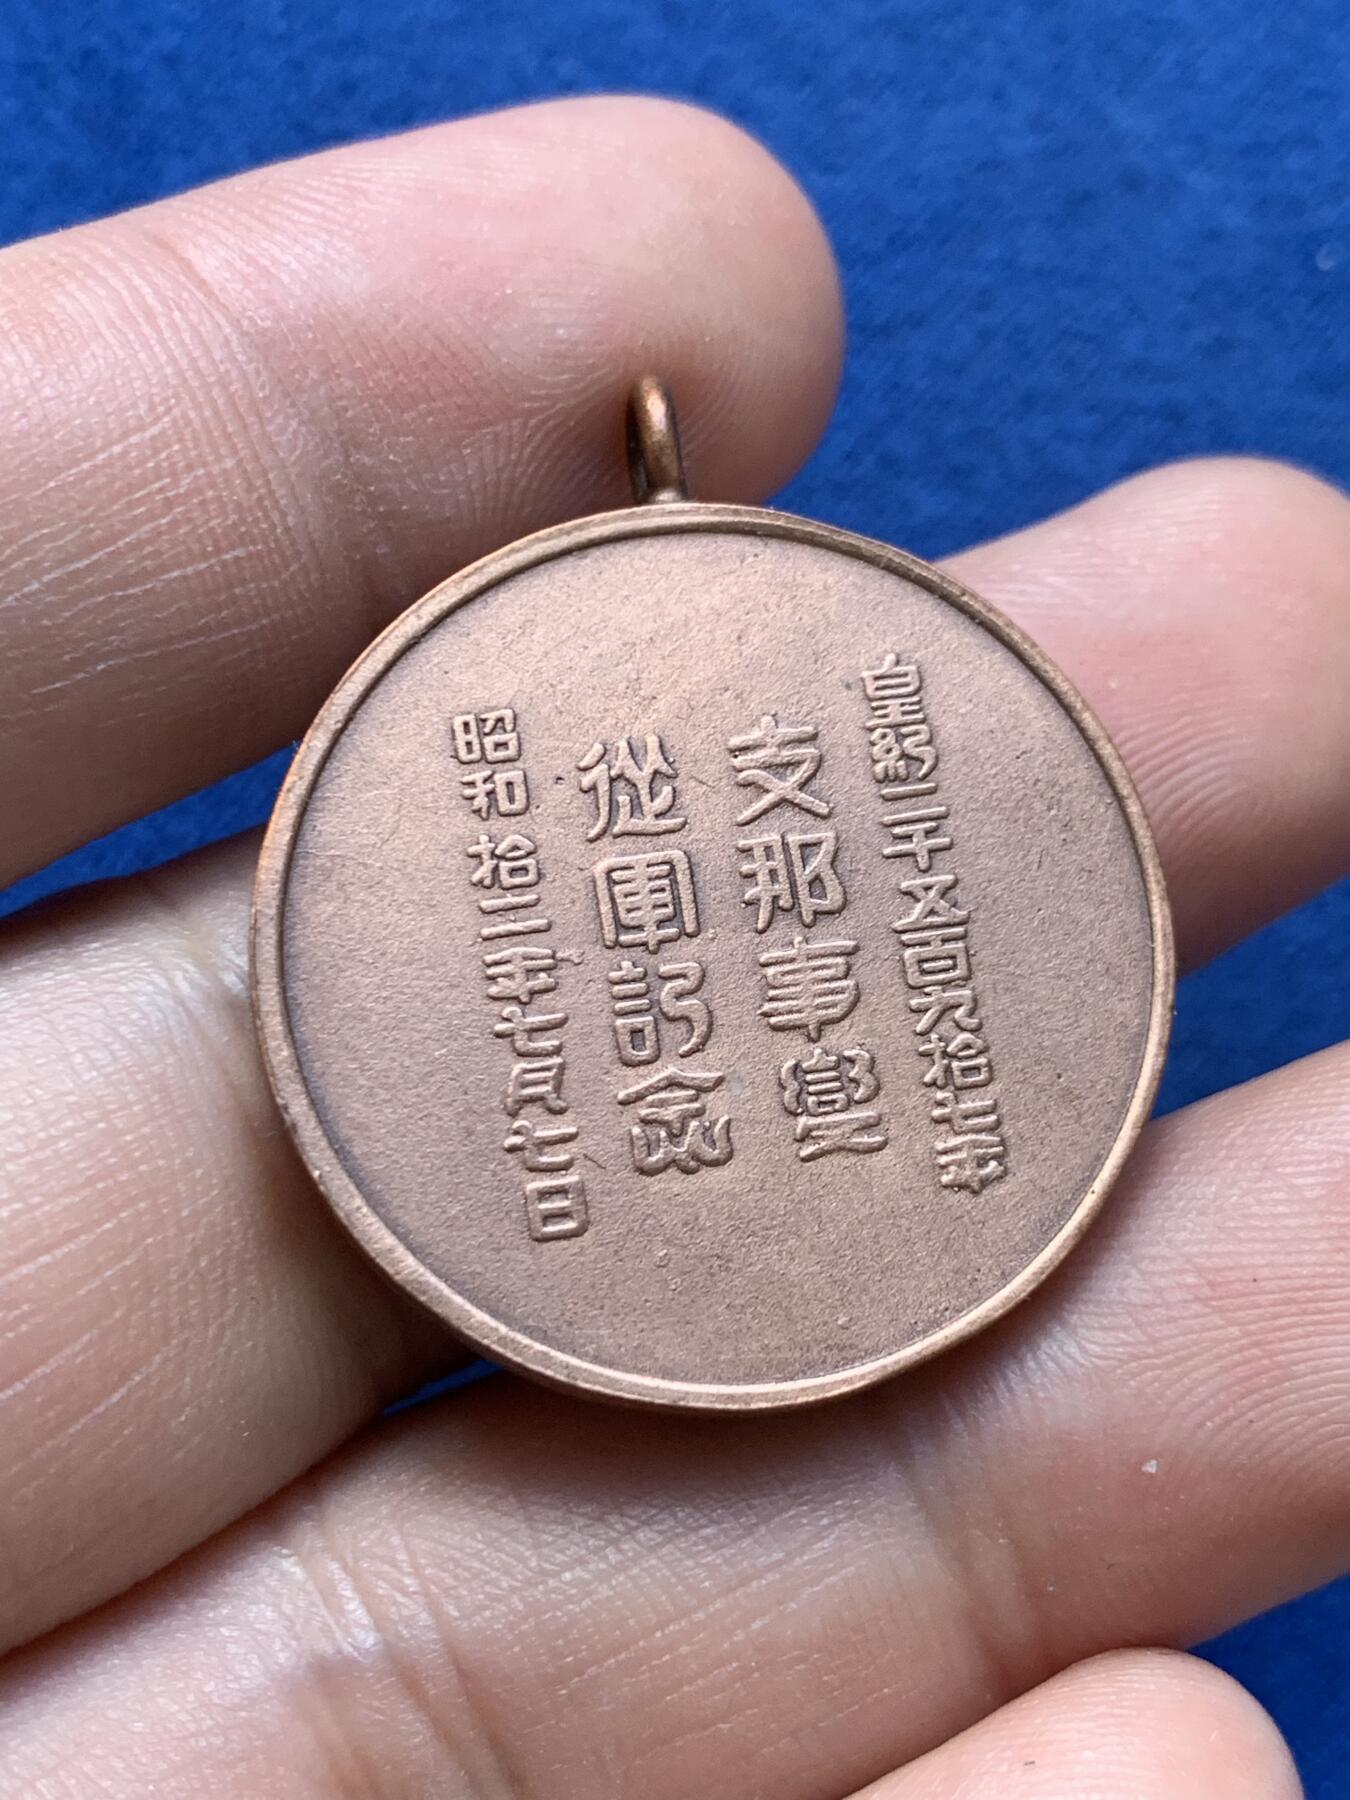 皇紀二千五百九拾七年
支那事變
從軍記念
昭和拾二年七月七日